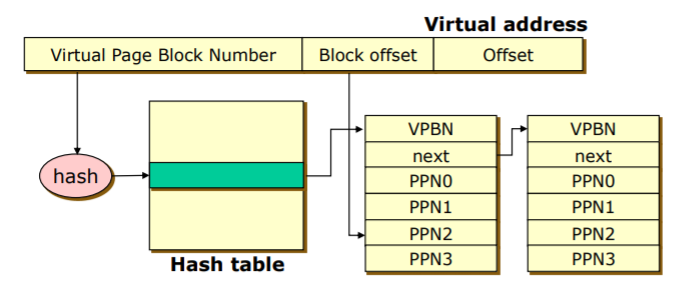 Virtual address
Virtual Page Block Number
Block offset
Offset
hash
Hash table
VPBN
next
PPN0
PPN1
PPN2
PPN3
VPBN
next
PPN0
PPN1
PPN2
PPN3